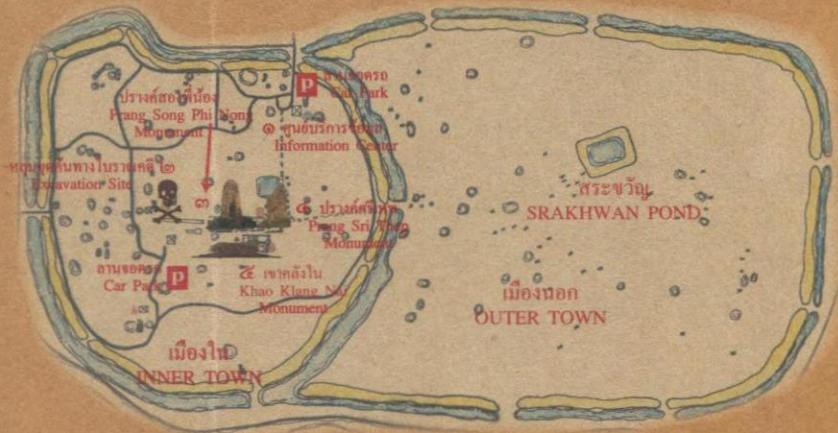 ปรางค์สองพี่น้อง
Prang Song Phi Nong
Monument
P
ลานจอดรถ
Car Park
๑ ศูนย์บริการข้อมูล
Information Center
๒
Excavation Site
๓
๔ ปรางค์ศรีเทพ
Prang Sri Thep
Monument
ลานจอดรถ
Car Park
P
๕ เขาคลังใน
Khao Klang Nai
Monument
เมืองใน
INNER TOWN
สระขวัญ
SRAKHWAN POND
เมืองนอก
OUTER TOWN